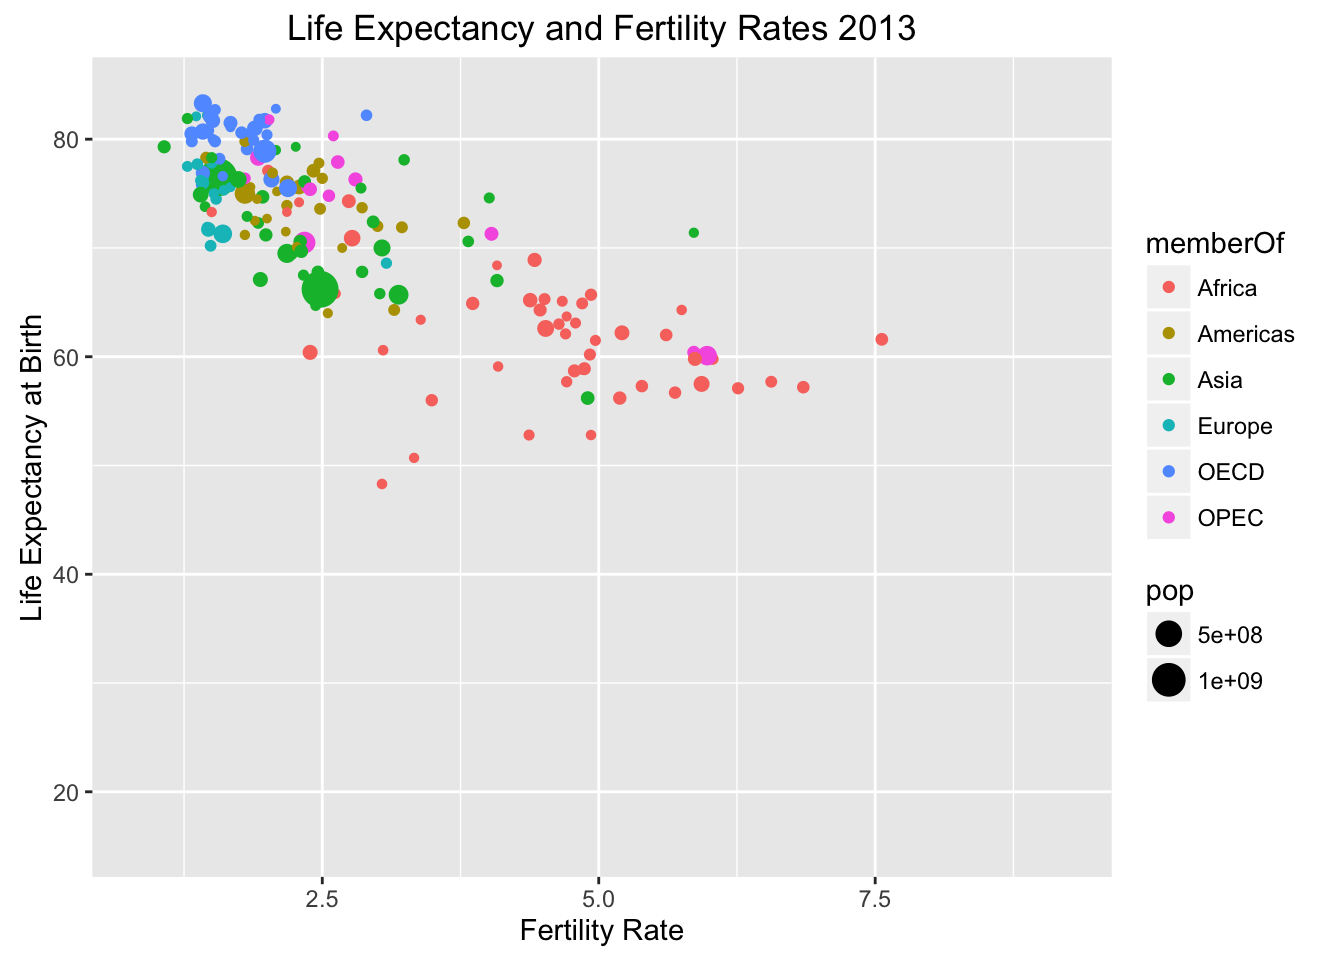 Life Expectancy and Fertility Rates 2013
Life Expectancy at Birth
80
60
40
20
2.5
5.0
7.5
Fertility Rate
memberOf
Africa
Americas
Asia
Europe
OECD
OPEC
pop
5e+08
1e+09